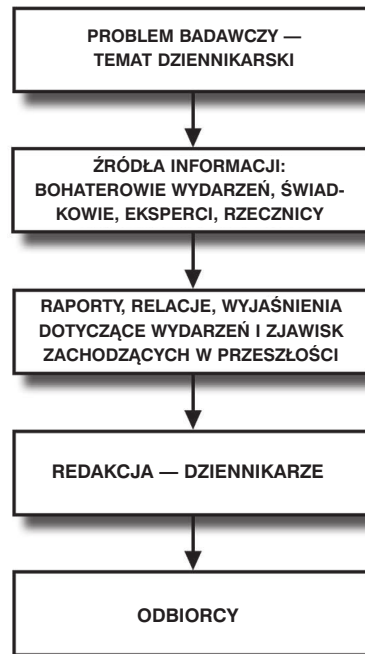 PROBLEM BADAWCZY —
TEMAT DZIENNIKARSKI
ŹRÓDŁA INFORMACJI:
BOHATEROWIE WYDARZEŃ, ŚWIAD-
KOWIE, EKSPERCI, RZECZNICY
RAPORTY, RELACJE, WYJAŚNIENIA
DOTYCZĄCE WYDARZEŃ I ZJAWISK
ZACHODZĄCYCH W PRZESZŁOŚCI
REDAKCJA — DZIENNIKARZE
ODBIORCY